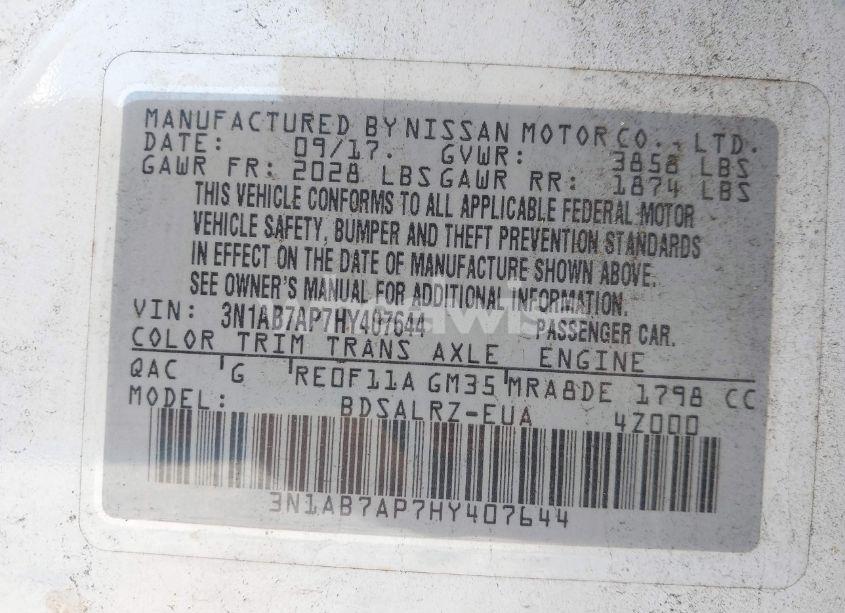 MANUFACTURED BY NISSAN MOTOR CO., LTD.
DATE: 09/17. GVWR: 3858 LBS
GAWR FR: 2028 LBS GAWR RR: 1874 LBS
THIS VEHICLE CONFORMS TO ALL APPLICABLE FEDERAL MOTOR
VEHICLE SAFETY, BUMPER AND THEFT PREVENTION STANDARDS
IN EFFECT ON THE DATE OF MANUFACTURE SHOWN ABOVE.
SEE OWNER'S MANUAL FOR ADDITIONAL INFORMATION.
VIN: 3N1AB7AP7HY407644 PASSENGER CAR.
COLOR TRIM TRANS AXLE ENGINE
QAC G RE0F11A GM35 MRA8DE 1798 CC
MODEL: BDSALRZ-EUA 4Z000
3N1AB7AP7HY407644